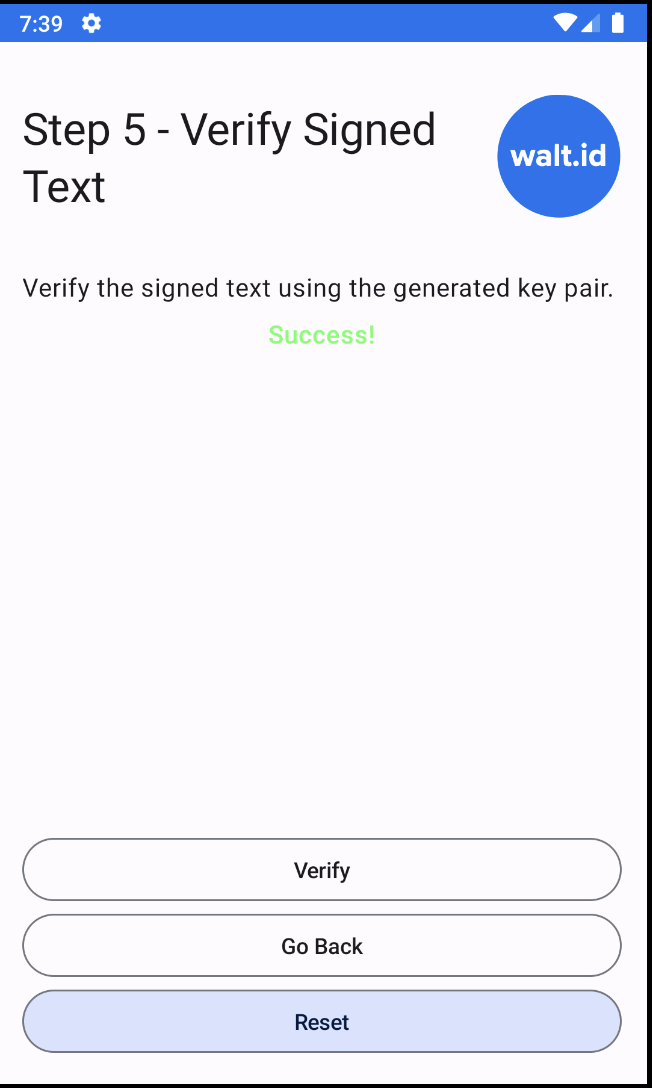 7:39
Step 5 - Verify Signed
Text
walt.id
Verify the signed text using the generated key pair.
Success!
Verify
Go Back
Reset